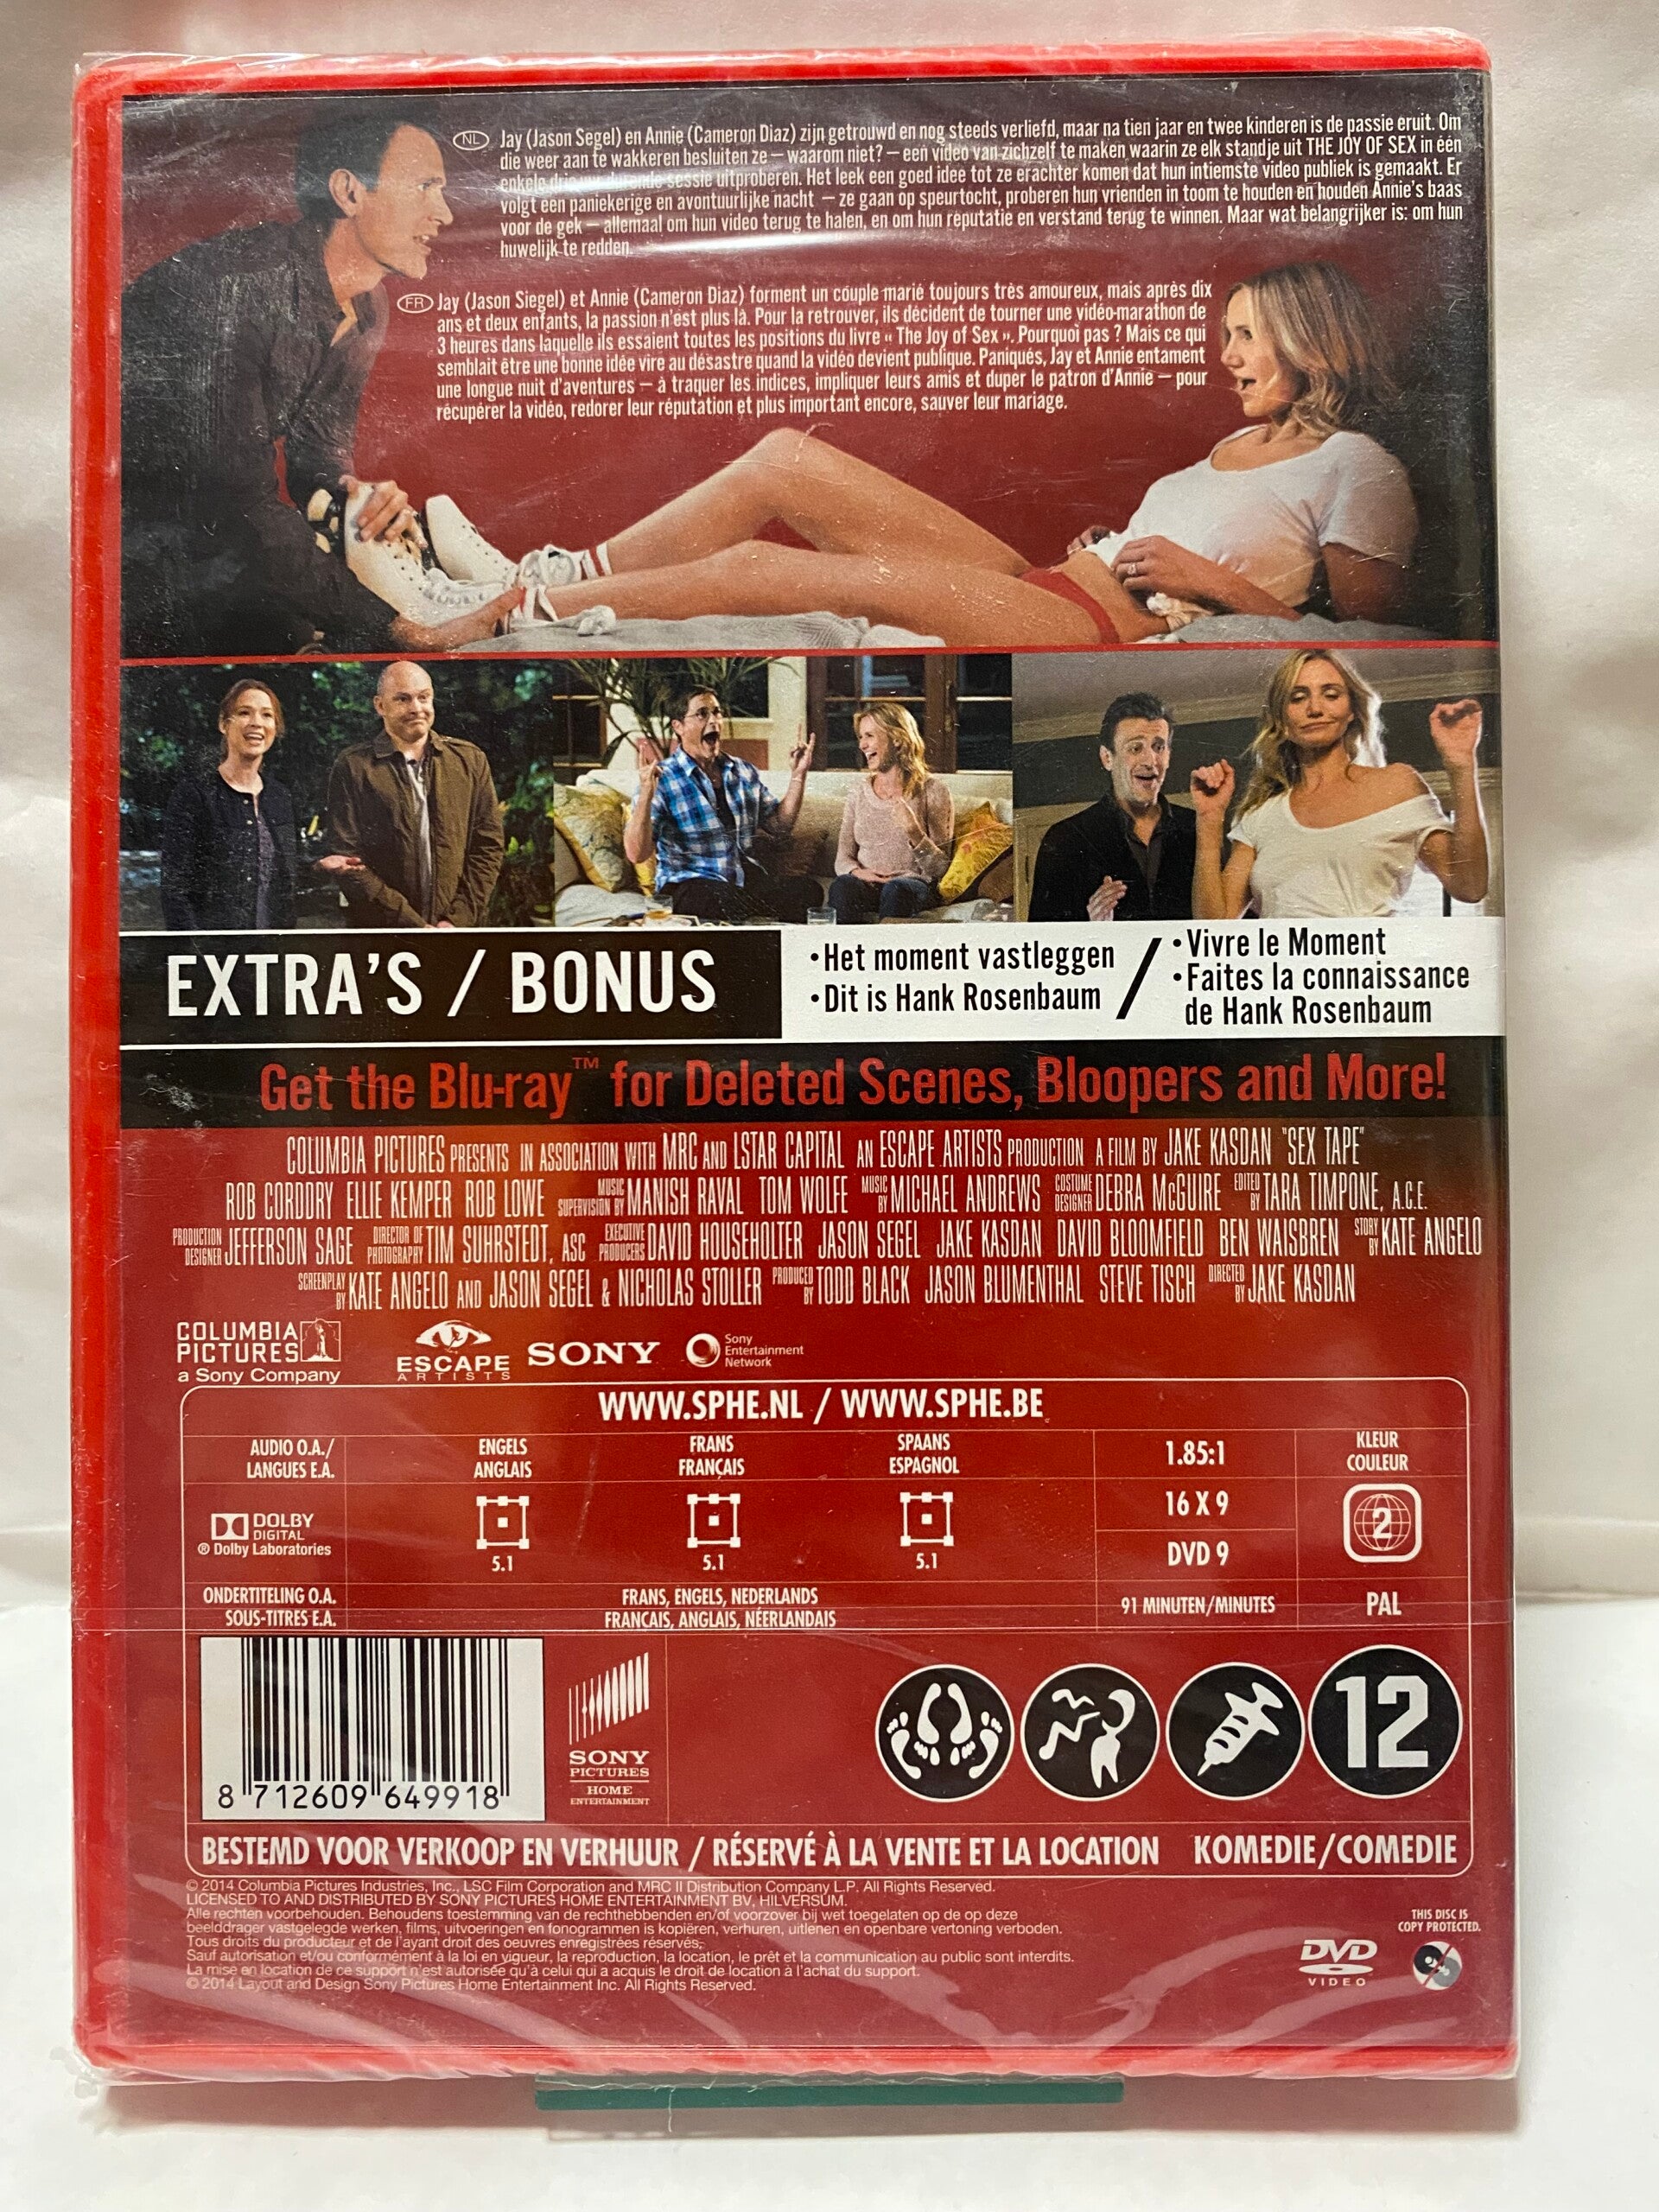 NL Jay (Jason Segel) en Annie (Cameron Diaz) zijn getrouwd en nog steeds verliefd, maar na tien jaar en twee kinderen is de passie eruit. Om
die weer aan te wakkeren besluiten ze – waarom niet? – een video van zichzelf te maken waarin ze elk standje uit THE JOY OF SEX in één
enkele drie uur durende sessie uitproberen. Het leek een goed idee tot ze erachter komen dat hun intiemste video publiek is gemaakt. Er
volgt een paniekerige en avontuurlijke nacht – ze gaan op speurtocht, proberen hun vrienden in toom te houden en houden Annie's baas
voor de gek – allemaal om hun video terug te halen, en om hun reputatie en verstand terug te winnen. Maar wat belangrijker is: om hun
huwelijk te redden.
FR Jay (Jason Siegel) et Annie (Cameron Diaz) forment un couple marié toujours très amoureux, mais après dix
ans et deux enfants, la passion n'est plus là. Pour la retrouver, ils décident de tourner une vidéo-marathon de
3 heures dans laquelle ils essaient toutes les positions du livre « The Joy of Sex ». Pourquoi pas ? Mais ce qui
semblait être une bonne idée vire au désastre quand la vidéo devient publique. Paniqués, Jay et Annie entament
une longue nuit d'aventures – à traquer les indices, impliquer leurs amis et duper le patron d'Annie – pour
récupérer la vidéo, redorer leur réputation et plus important encore, sauver leur mariage.
EXTRA'S / BONUS
•Het moment vastleggen
•Dit is Hank Rosenbaum
/
•Vivre le Moment
•Faites la connaissance
de Hank Rosenbaum
Get the Blu-ray™ for Deleted Scenes, Bloopers and More!
COLUMBIA PICTURES PRESENTS IN ASSOCIATION WITH MRC AND LSTAR CAPITAL AN ESCAPE ARTISTS PRODUCTION A FILM BY JAKE KASDAN "SEX TAPE"
ROB CORDDRY ELLIE KEMPER ROB LOWE MUSIC SUPERVISION BY MANISH RAVAL TOM WOLFE MUSIC BY MICHAEL ANDREWS COSTUME DESIGNER DEBRA McGUIRE EDITED BY TARA TIMPONE, A.C.E.
PRODUCTION DESIGNER JEFFERSON SAGE DIRECTOR OF PHOTOGRAPHY TIM SUHRSTEDT, ASC EXECUTIVE PRODUCERS DAVID HOUSEHOLTER JASON SEGEL JAKE KASDAN DAVID BLOOMFIELD BEN WAISBREN STORY BY KATE ANGELO
SCREENPLAY BY KATE ANGELO AND JASON SEGEL & NICHOLAS STOLLER PRODUCED BY TODD BLACK JASON BLUMENTHAL STEVE TISCH DIRECTED BY JAKE KASDAN
COLUMBIA
PICTURES
a Sony Company
ESCAPE
ARTISTS
SONY
Sony
Entertainment
Network
WWW.SPHE.NL / WWW.SPHE.BE
AUDIO O.A./
LANGUES E.A.
ENGELS
ANGLAIS
FRANS
FRANÇAIS
SPAANS
ESPAGNOL
1.85:1
KLEUR
COULEUR
DOLBY
DIGITAL
® Dolby Laboratories
5.1
5.1
5.1
16 X 9
DVD 9
2
ONDERTITELING O.A.
SOUS-TITRES E.A.
FRANS, ENGELS, NEDERLANDS
FRANCAIS, ANGLAIS, NÉERLANDAIS
91 MINUTEN/MINUTES
PAL
8 712609 649918
SONY
PICTURES
HOME
ENTERTAINMENT
12
BESTEMD VOOR VERKOOP EN VERHUUR / RÉSERVÉ À LA VENTE ET LA LOCATION KOMEDIE/COMEDIE
© 2014 Columbia Pictures Industries, Inc., LSC Film Corporation and MRC II Distribution Company L.P. All Rights Reserved.
LICENSED TO AND DISTRIBUTED BY SONY PICTURES HOME ENTERTAINMENT BV, HILVERSUM.
Alle rechten voorbehouden. Behoudens toestemming van de rechthebbenden en/of voorzover bij wet toegelaten op de op deze
beelddrager vastgelegde werken, films, uitvoeringen en fonogrammen is kopiëren, verhuren, uitlenen en openbare vertoning verboden.
Tous droits du producteur et de l'ayant droit des oeuvres enregistrées réservés,
Sauf autorisation et/ou conformément à la loi en vigueur, la reproduction, la location, le prêt et la communication au public sont interdits.
La mise en location de ce support n'est autorisée qu'à celui qui a acquis le droit de location à l'achat du support.
© 2014 Layout and Design Sony Pictures Home Entertainment Inc. All Rights Reserved.
THIS DISC IS
COPY PROTECTED.
DVD
VIDEO